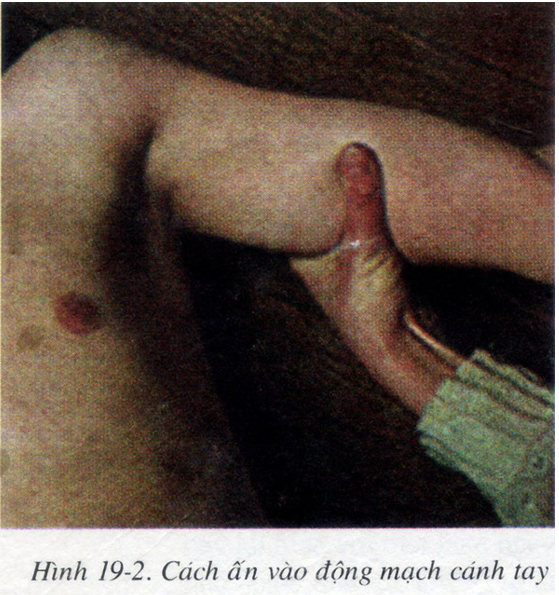 Hình 19-2. Cách ấn vào động mạch cánh tay